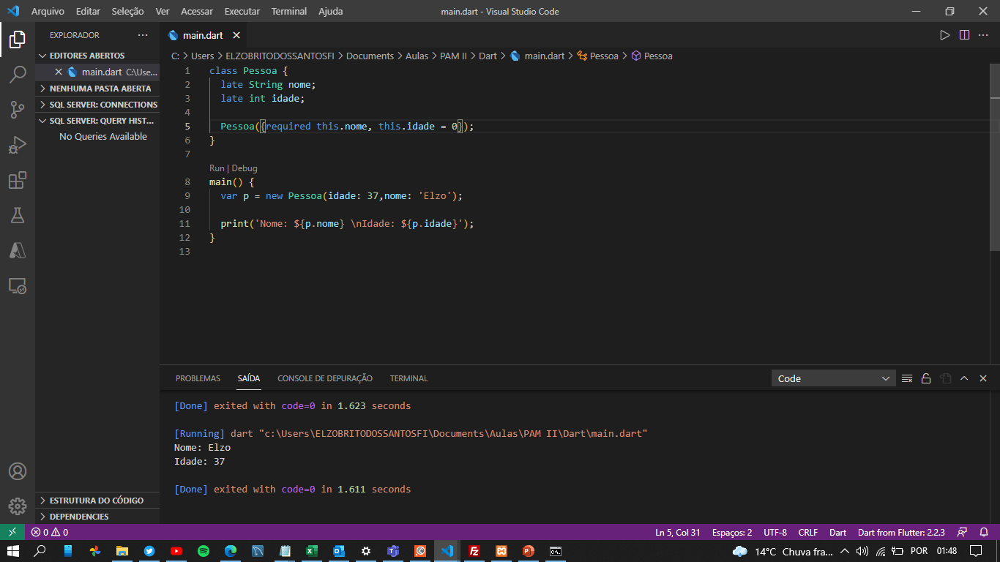 Arquivo Editar Seleção Ver Acessar Executar Terminal Ajuda main.dart - Visual Studio Code
EXPLORADOR
EDITORES ABERTOS
main.dart C:\Use...
NENHUMA PASTA ABERTA
SQL SERVER: CONNECTIONS
SQL SERVER: QUERY HIST...
No Queries Available
ESTRUTURA DO CÓDIGO
DEPENDENCIES
main.dart
C: > Users > ELZOBRITODOSSANTOSFI > Documents > Aulas > PAM II > Dart > main.dart > Pessoa > Pessoa
1 class Pessoa {
2 late String nome;
3 late int idade;
4
5 Pessoa({required this.nome, this.idade = 0});
6 }
7
Run | Debug
8 main() {
9 var p = new Pessoa(idade: 37,nome: 'Elzo');
10
11 print('Nome: ${p.nome} \nIdade: ${p.idade}');
12 }
13
PROBLEMAS SAÍDA CONSOLE DE DEPURAÇÃO TERMINAL Code
[Done] exited with code=0 in 1.623 seconds
[Running] dart "c:\Users\ELZOBRITODOSSANTOSFI\Documents\Aulas\PAM II\Dart\main.dart"
Nome: Elzo
Idade: 37
[Done] exited with code=0 in 1.611 seconds
0 0 Ln 5, Col 31 Espaços: 2 UTF-8 CRLF Dart Dart from Flutter: 2.2.3
14°C Chuva fra... POR 01:48